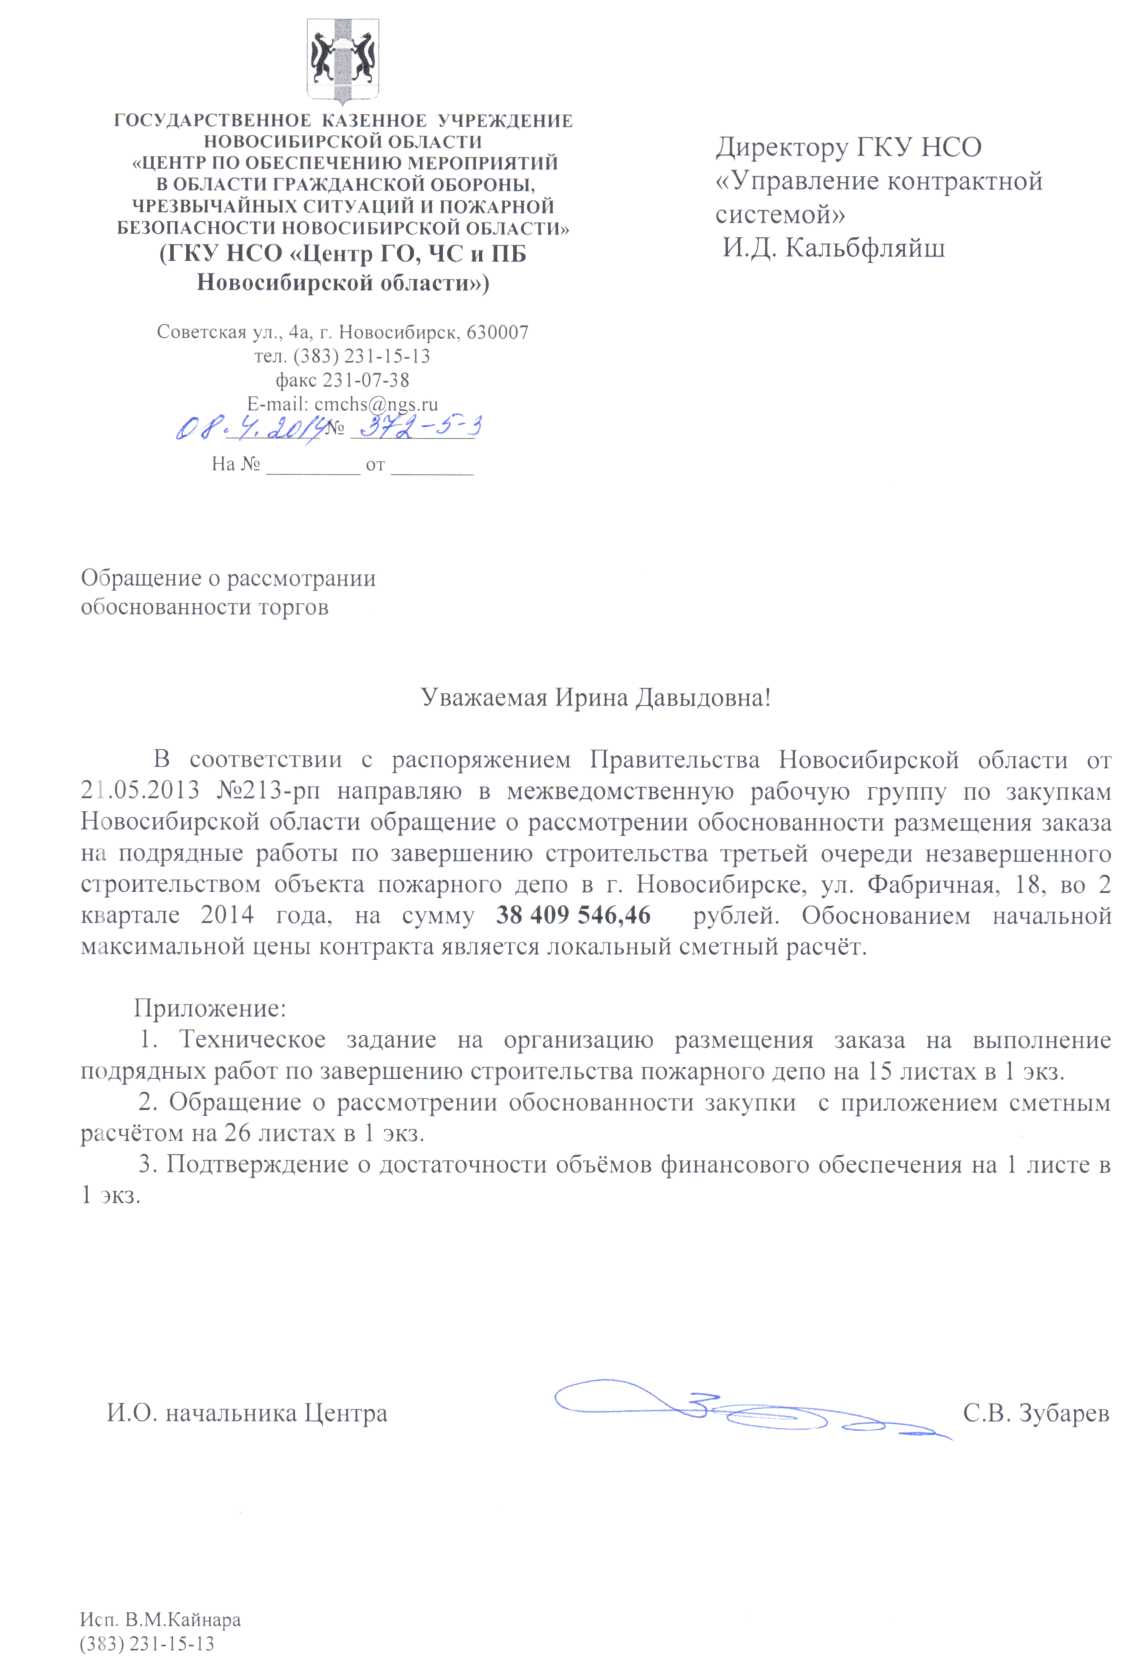 ГОСУДАРСТВЕННОЕ КАЗЕННОЕ УЧРЕЖДЕНИЕ
НОВОСИБИРСКОЙ ОБЛАСТИ
«ЦЕНТР ПО ОБЕСПЕЧЕНИЮ МЕРОПРИЯТИЙ
В ОБЛАСТИ ГРАЖДАНСКОЙ ОБОРОНЫ,
ЧРЕЗВЫЧАЙНЫХ СИТУАЦИЙ И ПОЖАРНОЙ
БЕЗОПАСНОСТИ НОВОСИБИРСКОЙ ОБЛАСТИ»
(ГКУ НСО «Центр ГО, ЧС и ПБ
Новосибирской области»)
Советская ул., 4а, г. Новосибирск, 630007
тел. (383) 231-15-13
факс 231-07-38
E-mail: cmchs@ngs.ru
08.4.2014 № 372-5-3
На № _________ от ________
Директору ГКУ НСО
«Управление контрактной
системой»
И.Д. Кальбфляйш
Обращение о рассмотрании
обоснованности торгов
Уважаемая Ирина Давыдовна!
В соответствии с распоряжением Правительства Новосибирской области от
21.05.2013 №213-рп направляю в межведомственную рабочую группу по закупкам
Новосибирской области обращение о рассмотрении обоснованности размещения заказа
на подрядные работы по завершению строительства третьей очереди незавершенного
строительством объекта пожарного депо в г. Новосибирске, ул. Фабричная, 18, во 2
квартале 2014 года, на сумму 38 409 546,46 рублей. Обоснованием начальной
максимальной цены контракта является локальный сметный расчёт.
Приложение:
1. Техническое задание на организацию размещения заказа на выполнение
подрядных работ по завершению строительства пожарного депо на 15 листах в 1 экз.
2. Обращение о рассмотрении обоснованности закупки с приложением сметным
расчётом на 26 листах в 1 экз.
3. Подтверждение о достаточности объёмов финансового обеспечения на 1 листе в
1 экз.
И.О. начальника Центра С.В. Зубарев
Исп. В.М.Кайнара
(383) 231-15-13